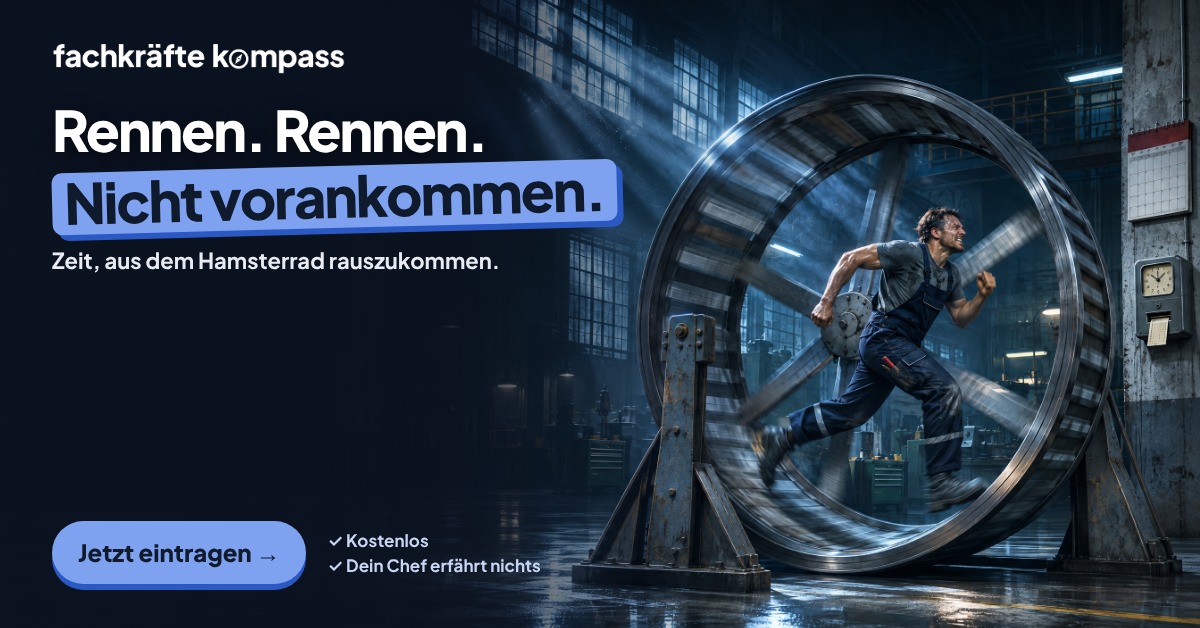 fachkräfte kompass
Rennen. Rennen.
Nicht vorankommen.
Zeit, aus dem Hamsterrad rauszukommen.
Jetzt eintragen →
✓ Kostenlos
✓ Dein Chef erfährt nichts